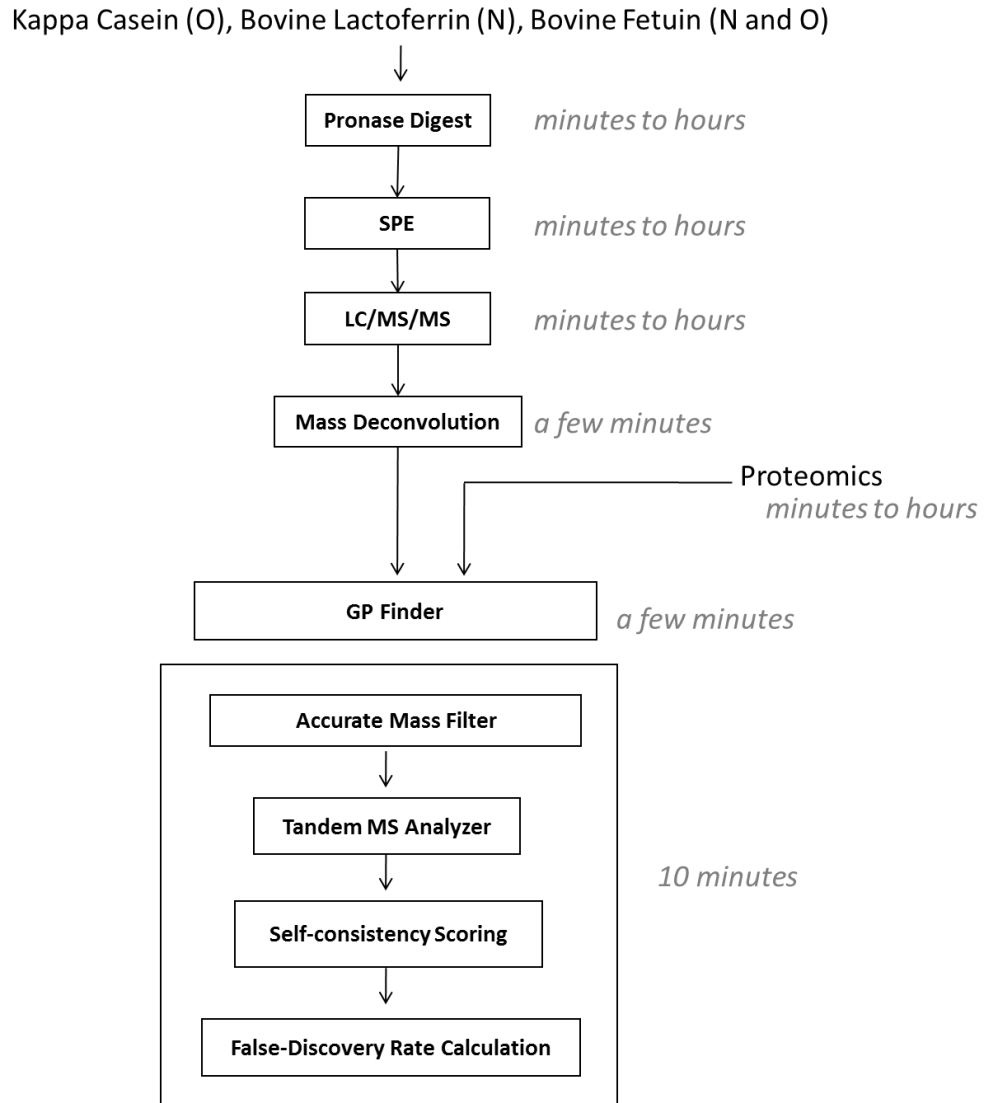 Kappa Casein (O), Bovine Lactoferrin (N), Bovine Fetuin (N and O)
Pronase Digest
minutes to hours
SPE
minutes to hours
LC/MS/MS
minutes to hours
Mass Deconvolution
a few minutes
Proteomics
minutes to hours
GP Finder
a few minutes
Accurate Mass Filter
Tandem MS Analyzer
10 minutes
Self-consistency Scoring
False-Discovery Rate Calculation